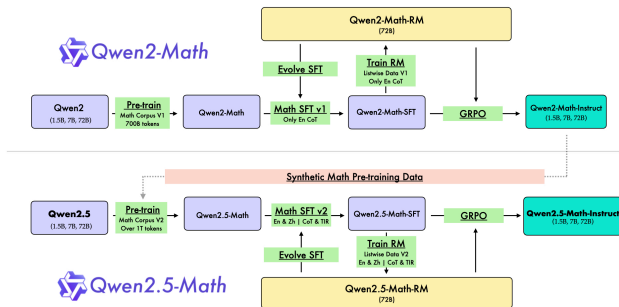 Qwen2-Math
Qwen2-Math-RM
(72B)
Evolve SFT
Train RM
Listwise Data V1
Only En CoT
Qwen2
(1.5B, 7B, 72B)
Pre-train
Math Corpus V1
700B tokens
Qwen2-Math
Math SFT v1
Only En CoT
Qwen2-Math-SFT
GRPO
Qwen2-Math-Instruct
(1.5B, 7B, 72B)
Synthetic Math Pre-training Data
Qwen2.5
(1.5B, 7B, 72B)
Pre-train
Math Corpus V2
Over 1T tokens
Qwen2.5-Math
Math SFT v2
En & Zh | CoT & TIR
Qwen2.5-Math-SFT
GRPO
Qwen2.5-Math-Instruct
(1.5B, 7B, 72B)
Evolve SFT
Train RM
Listwise Data V2
En & Zh | CoT & TIR
Qwen2.5-Math
Qwen2.5-Math-RM
(72B)